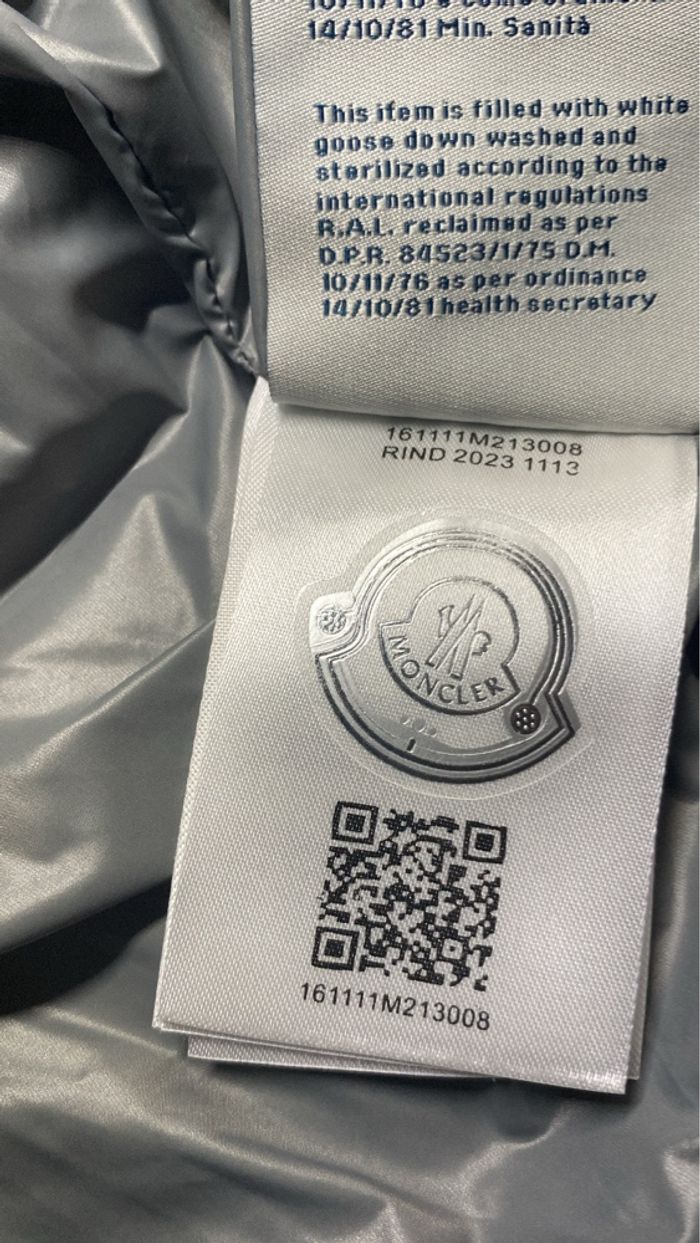 14/10/81 Min. Sanità
This item is filled with white
goose down washed and
sterilized according to the
international regulations
R.A.L. reclaimed as per
D.P.R. 84523/1/75 D.M.
10/11/76 as per ordinance
14/10/81 health secretary
161111M213008
RIND 2023 1113
MONCLER
161111M213008